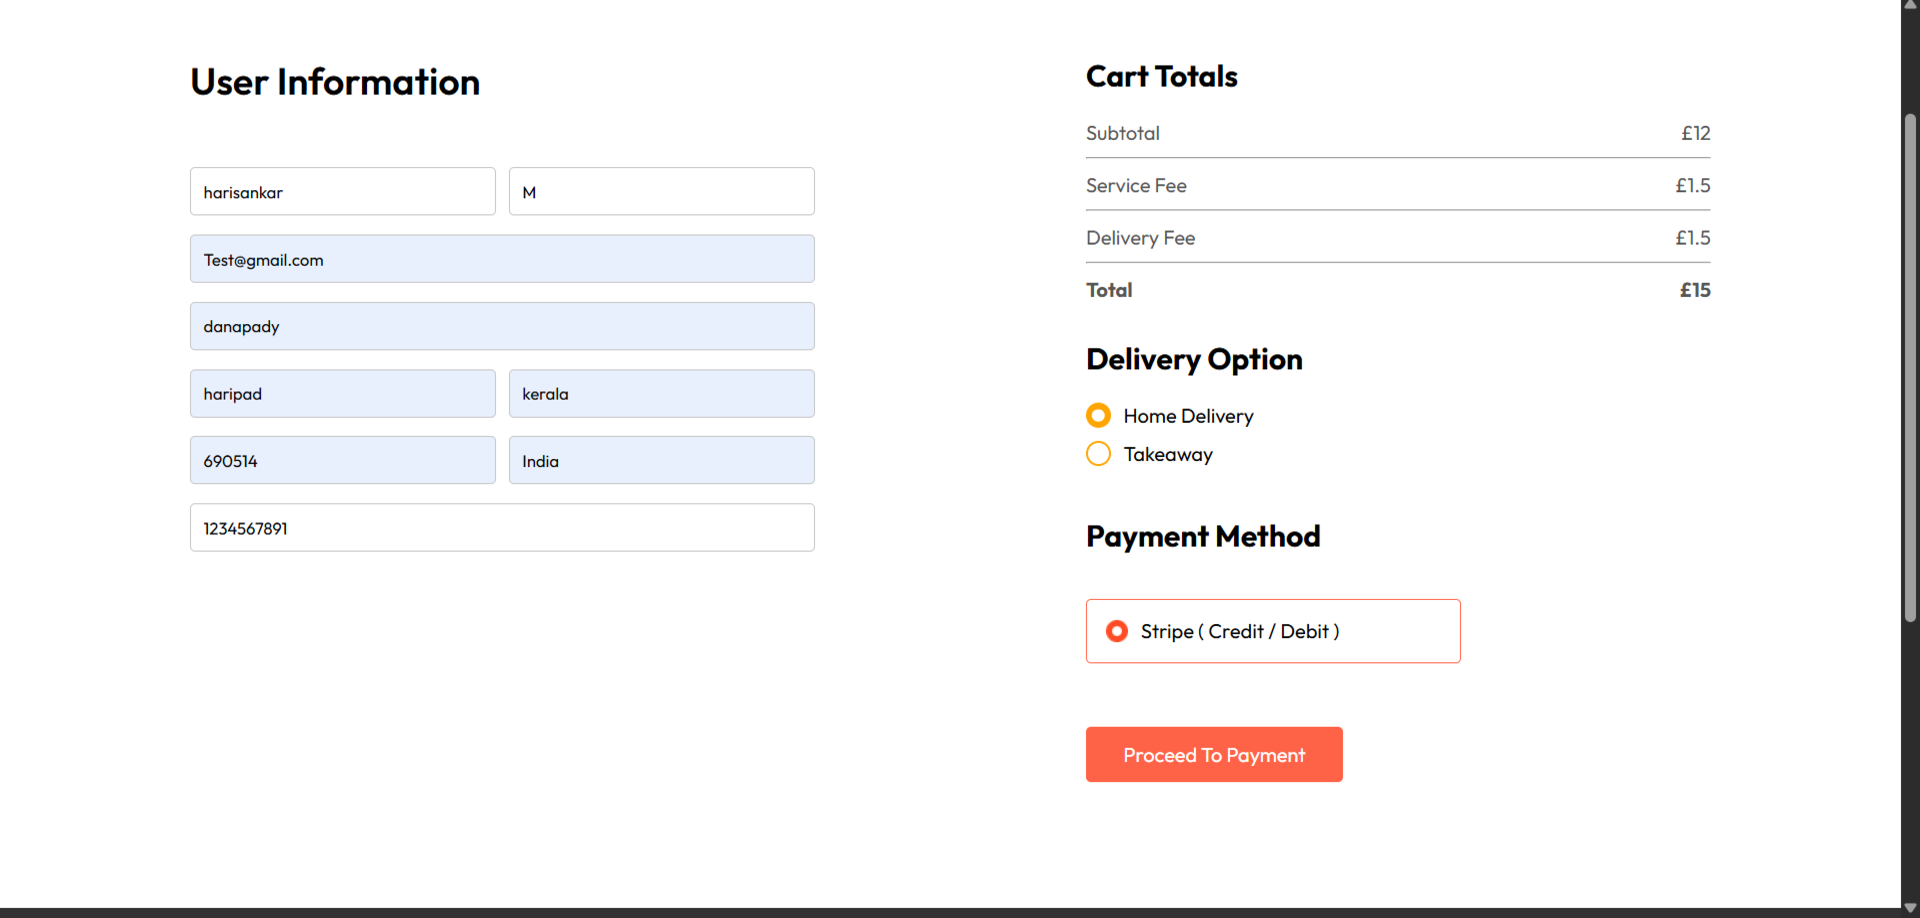 User Information
harisankar
M
Test@gmail.com
danapady
haripad
kerala
690514
India
1234567891
Cart Totals
Subtotal £12
Service Fee £1.5
Delivery Fee £1.5
Total £15
Delivery Option
Home Delivery
Takeaway
Payment Method
Stripe ( Credit / Debit )
Proceed To Payment